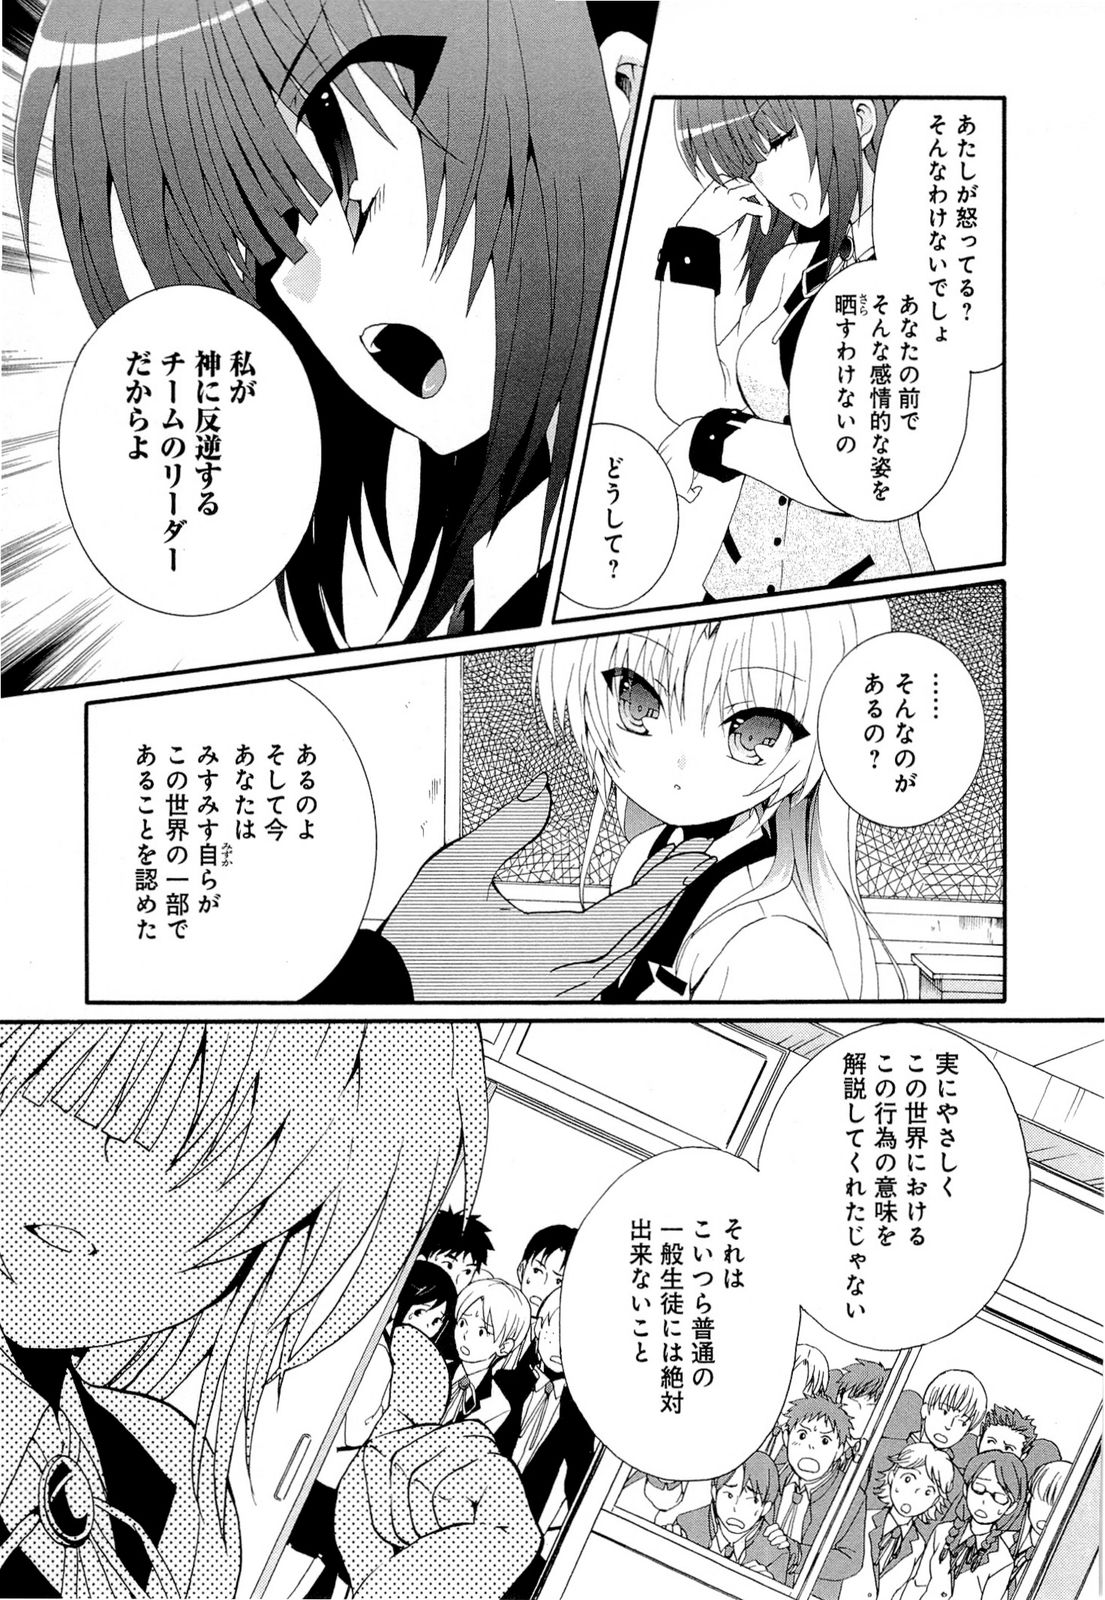 あたしが怒ってる?
そんなわけないでしょ
あなたの前で
そんな感情的な姿を
晒すわけないの
さら
どうして?
私が
神に反逆する
チームのリーダー
だからよ
……
そんなのが
あるの?
あるのよ
そして今
あなたは
みすみす自らが
みずか
この世界の一部で
あることを認めた
実にやさしく
この世界における
この行為の意味を
解説してくれたじゃない
それは
こいつら普通の
一般生徒には絶対
出来ないこと